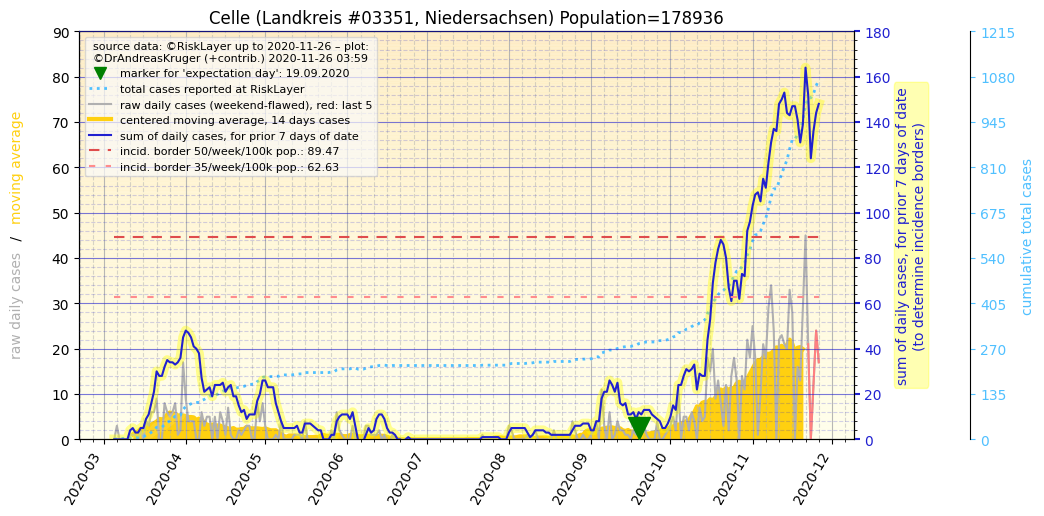 Celle (Landkreis #03351, Niedersachsen) Population=178936
source data: ©RiskLayer up to 2020-11-26 – plot:
©DrAndreasKruger (+contrib.) 2020-11-26 03:59
marker for 'expectation day': 19.09.2020
total cases reported at RiskLayer
raw daily cases (weekend-flawed), red: last 5
centered moving average, 14 days cases
sum of daily cases, for prior 7 days of date
incid. border 50/week/100k pop.: 89.47
incid. border 35/week/100k pop.: 62.63
raw daily cases / moving average
90
80
70
60
50
40
30
20
10
0
2020-03
2020-04
2020-05
2020-06
2020-07
2020-08
2020-09
2020-10
2020-11
2020-12
180
160
140
120
100
80
60
40
20
0
sum of daily cases, for prior 7 days of date
(to determine incidence borders)
1215
1080
945
810
675
540
405
270
135
0
cumulative total cases